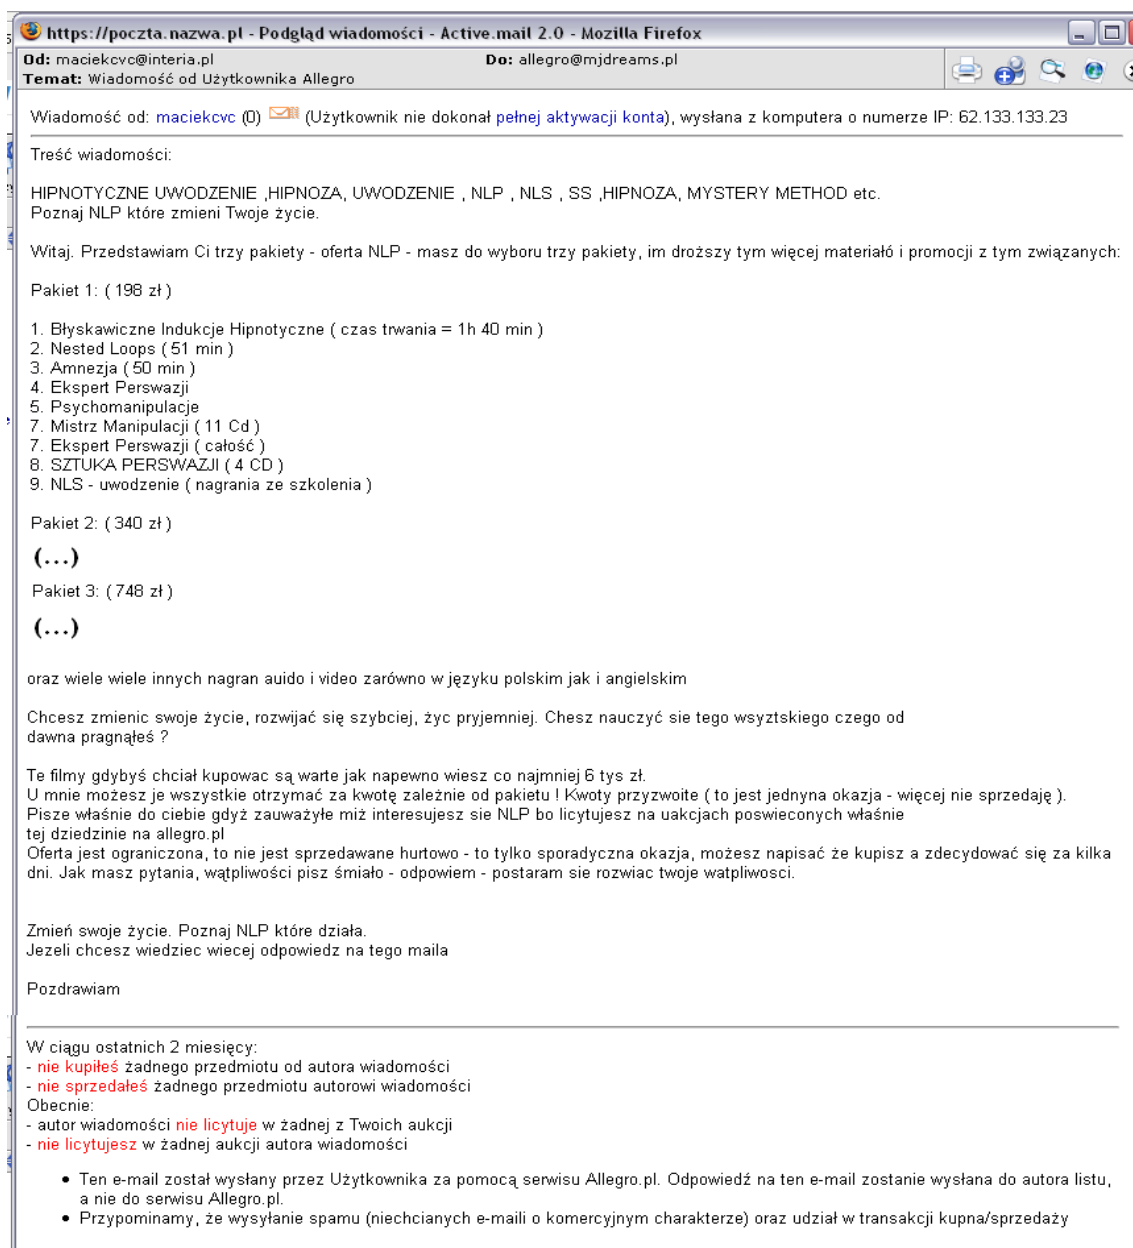 https://poczta.nazwa.pl - Podgląd wiadomości - Active.mail 2.0 - Mozilla Firefox
Od: maciekcvc@interia.pl Do: allegro@mjdreams.pl
Temat: Wiadomość od Użytkownika Allegro
Wiadomość od: maciekcvc (0) (Użytkownik nie dokonał pełnej aktywacji konta), wysłana z komputera o numerze IP: 62.133.133.23
Treść wiadomości:
HIPNOTYCZNE UWODZENIE ,HIPNOZA, UWODZENIE , NLP , NLS , SS ,HIPNOZA, MYSTERY METHOD etc.
Poznaj NLP które zmieni Twoje życie.
Witaj. Przedstawiam Ci trzy pakiety - oferta NLP - masz do wyboru trzy pakiety, im droższy tym więcej materiałó i promocji z tym związanych:
Pakiet 1: ( 198 zł )
1. Błyskawiczne Indukcje Hipnotyczne ( czas trwania = 1h 40 min )
2. Nested Loops ( 51 min )
3. Amnezja ( 50 min )
4. Ekspert Perswazji
5. Psychomanipulacje
7. Mistrz Manipulacji ( 11 Cd )
7. Ekspert Perswazji ( całość )
8. SZTUKA PERSWAZJI ( 4 CD )
9. NLS - uwodzenie ( nagrania ze szkolenia )
Pakiet 2: ( 340 zł )
(...)
Pakiet 3: ( 748 zł )
(...)
oraz wiele wiele innych nagran auido i video zarówno w języku polskim jak i angielskim
Chcesz zmienic swoje życie, rozwijać się szybciej, życ pryjemniej. Chesz nauczyć sie tego wsyztskiego czego od
dawna pragnąłeś ?
Te filmy gdybyś chciał kupowac są warte jak napewno wiesz co najmniej 6 tys zł.
U mnie możesz je wszystkie otrzymać za kwotę zależnie od pakietu ! Kwoty przyzwoite ( to jest jednyna okazja - więcej nie sprzedaję ).
Pisze właśnie do ciebie gdyż zauważyłe miż interesujesz sie NLP bo licytujesz na uakcjach poswieconych właśnie
tej dziedzinie na allegro.pl
Oferta jest ograniczona, to nie jest sprzedawane hurtowo - to tylko sporadyczna okazja, możesz napisać że kupisz a zdecydować się za kilka
dni. Jak masz pytania, wątpliwości pisz śmiało - odpowiem - postaram sie rozwiac twoje watpliwosci.
Zmień swoje życie. Poznaj NLP które działa.
Jezeli chcesz wiedziec wiecej odpowiedz na tego maila
Pozdrawiam
W ciągu ostatnich 2 miesięcy:
- nie kupiłeś żadnego przedmiotu od autora wiadomości
- nie sprzedałeś żadnego przedmiotu autorowi wiadomości
Obecnie:
- autor wiadomości nie licytuje w żadnej z Twoich aukcji
- nie licytujesz w żadnej aukcji autora wiadomości
• Ten e-mail został wysłany przez Użytkownika za pomocą serwisu Allegro.pl. Odpowiedź na ten e-mail zostanie wysłana do autora listu,
a nie do serwisu Allegro.pl.
• Przypominamy, że wysyłanie spamu (niechcianych e-maili o komercyjnym charakterze) oraz udział w transakcji kupna/sprzedaży